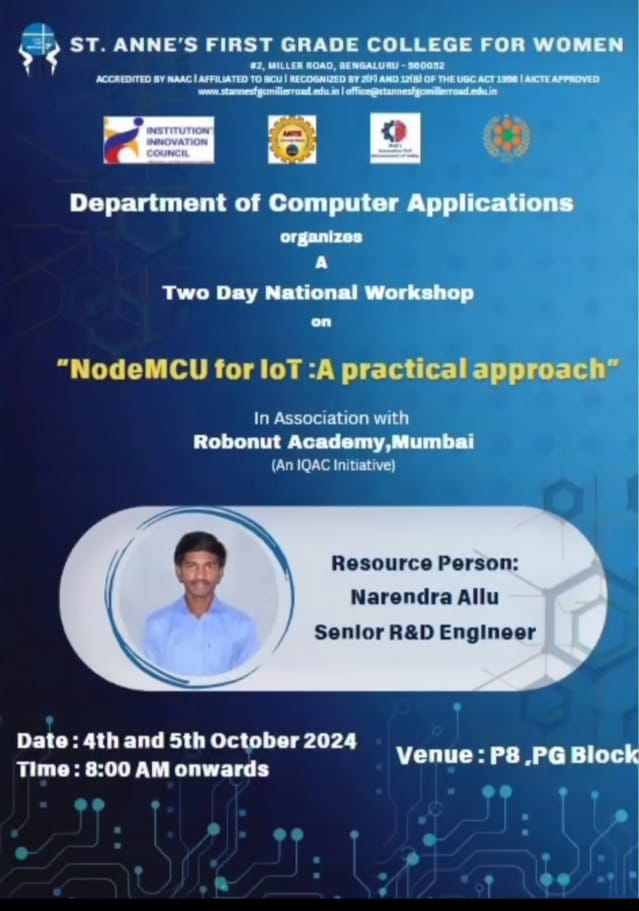 ST. ANNE'S FIRST GRADE COLLEGE FOR WOMEN
#2, MILLER ROAD, BENGALURU - 560052
ACCREDITED BY NAAC I AFFILIATED TO BCU I RECOGNIZED BY 2(F) AND 12(B) OF THE UGC ACT 1956 I AICTE APPROVED
www.stannesfgcmillerroad.edu.in I office@stannesfgcmillerroad.edu.in
INSTITUTION'S
INNOVATION
COUNCIL
Department of Computer Applications
organizes
A
Two Day National Workshop
on
"NodeMCU for IoT :A practical approach"
In Association with
Robonut Academy,Mumbai
(An IQAC Initiative)
Resource Person:
Narendra Allu
Senior R&D Engineer
Date : 4th and 5th October 2024
Time : 8:00 AM onwards
Venue : P8 ,PG Block